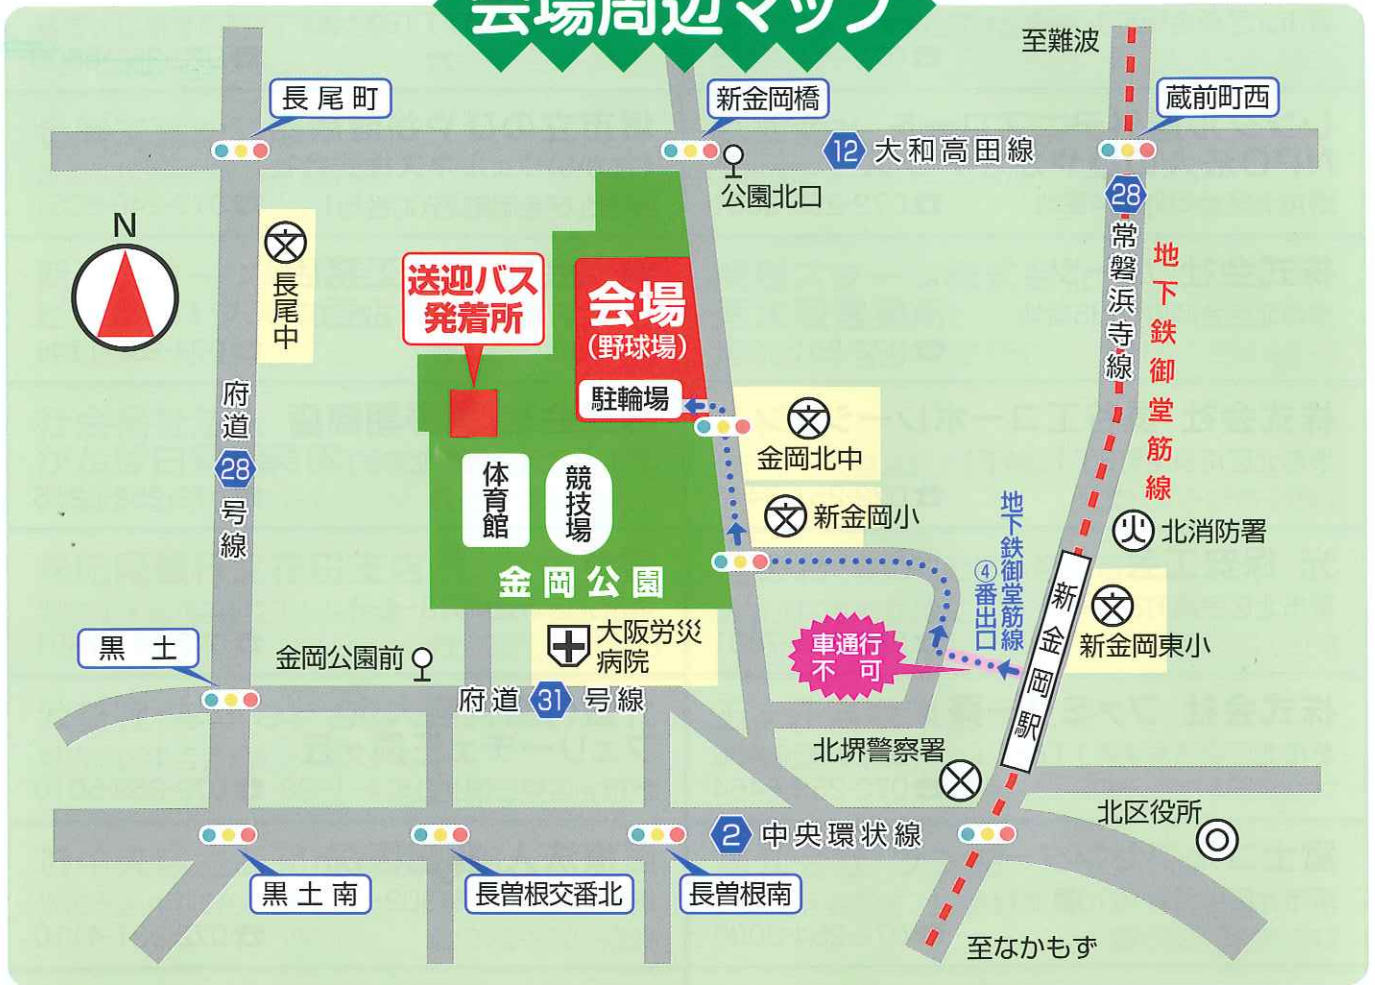 会場周辺マップ
至難波
長尾町
新金岡橋
蔵前町西
12 大和高田線
公園北口
28
常磐浜寺線
地下鉄御堂筋線
N
長尾中
送迎バス
発着所
会場
(野球場)
駐輪場
府道
28
号線
体育館
競技場
金岡公園
金岡北中
新金岡小
地下鉄御堂筋線
④番出口
火
北消防署
新金岡駅
文
新金岡東小
車通行
不可
黒土
金岡公園前
大阪労災
病院
府道 31 号線
北堺警察署
北区役所
2 中央環状線
黒土南
長曽根交番北
長曽根南
至なかもず